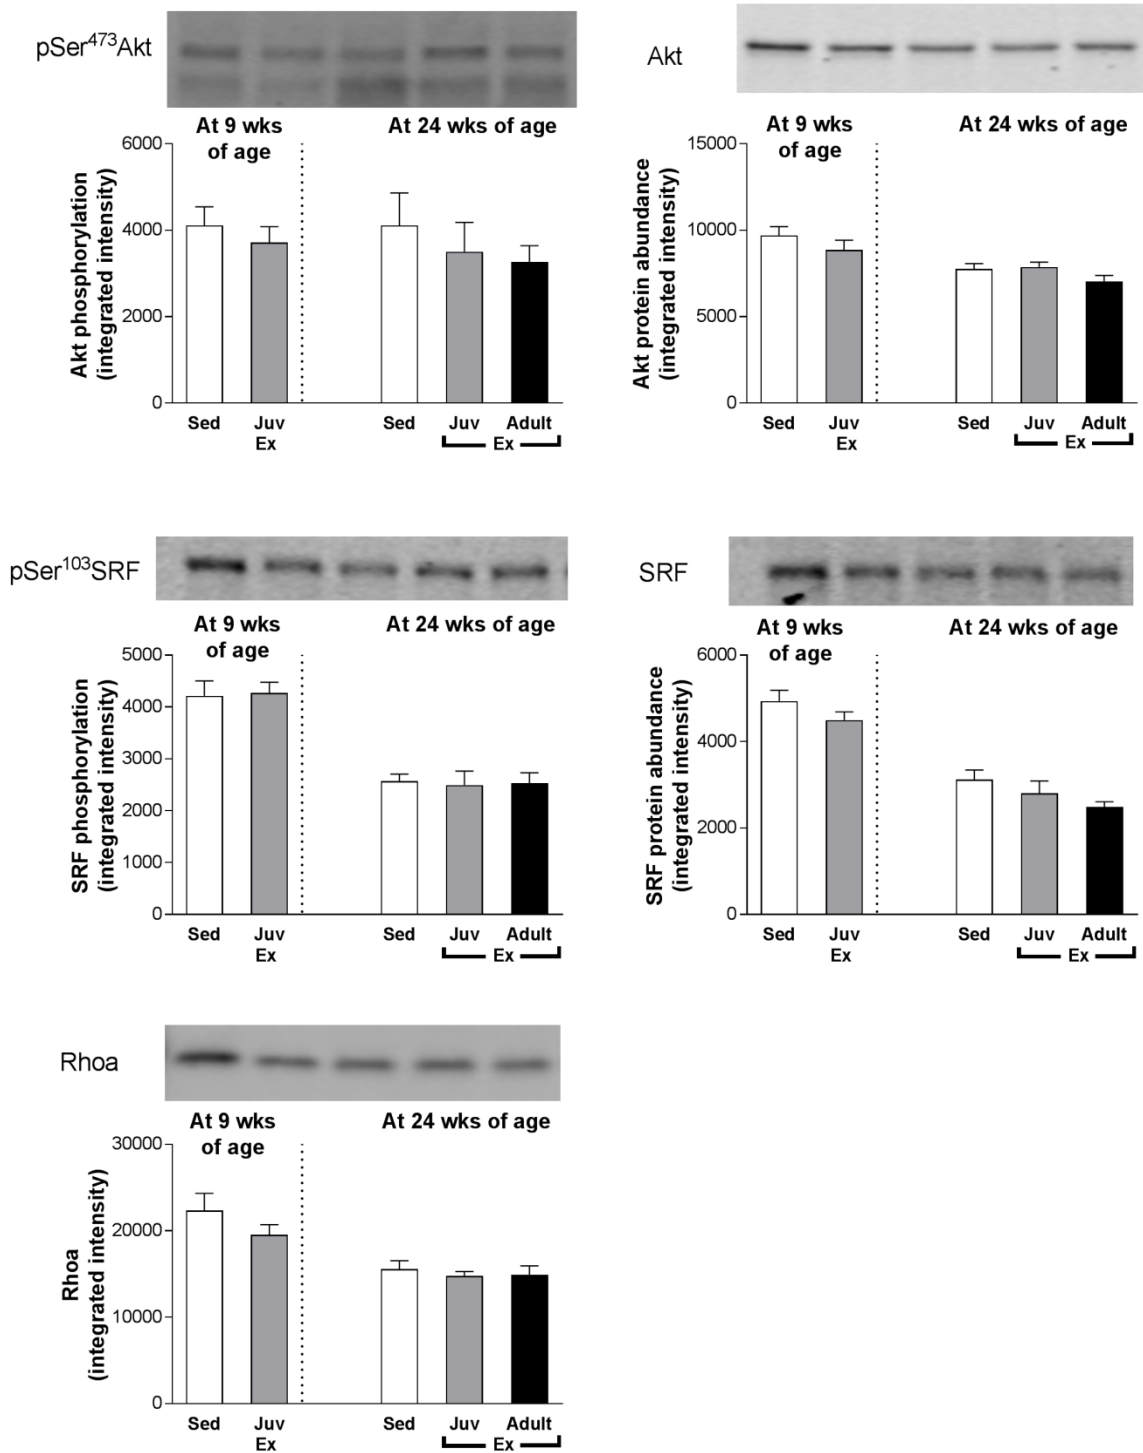 pSer473Akt
At 9 wks
of age
At 24 wks of age
Akt phosphorylation
(integrated intensity)
6000
4000
2000
0
Sed
Juv
Ex
Sed
Juv
Adult
Ex
Akt
At 9 wks
of age
At 24 wks of age
Akt protein abundance
(integrated intensity)
15000
10000
5000
0
Sed
Juv
Ex
Sed
Juv
Adult
Ex
pSer103SRF
At 9 wks
of age
At 24 wks of age
SRF phosphorylation
(integrated intensity)
5000
4000
3000
2000
1000
0
Sed
Juv
Ex
Sed
Juv
Adult
Ex
SRF
At 9 wks
of age
At 24 wks of age
SRF protein abundance
(integrated intensity)
6000
4000
2000
0
Sed
Juv
Ex
Sed
Juv
Adult
Ex
Rhoa
At 9 wks
of age
At 24 wks of age
Rhoa
(integrated intensity)
30000
20000
10000
0
Sed
Juv
Ex
Sed
Juv
Adult
Ex